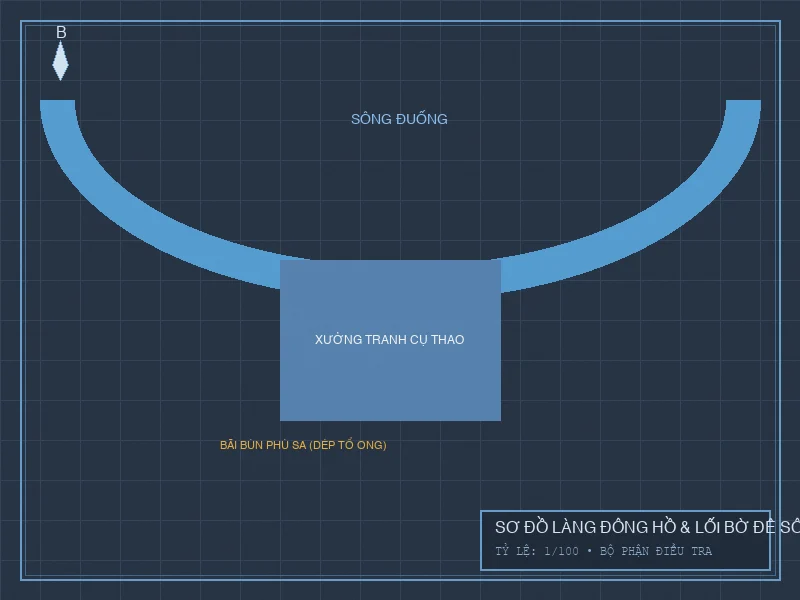 B
SÔNG ĐUỐNG
XƯỞNG TRANH CỤ THAO
BÃI BÙN PHÙ SA (DÉP TỔ ONG)
SƠ ĐỒ LÀNG ĐÔNG HỒ & LỐI BỜ ĐÊ SÔ
TỶ LỆ: 1/100 • BỘ PHẬN ĐIỀU TRA